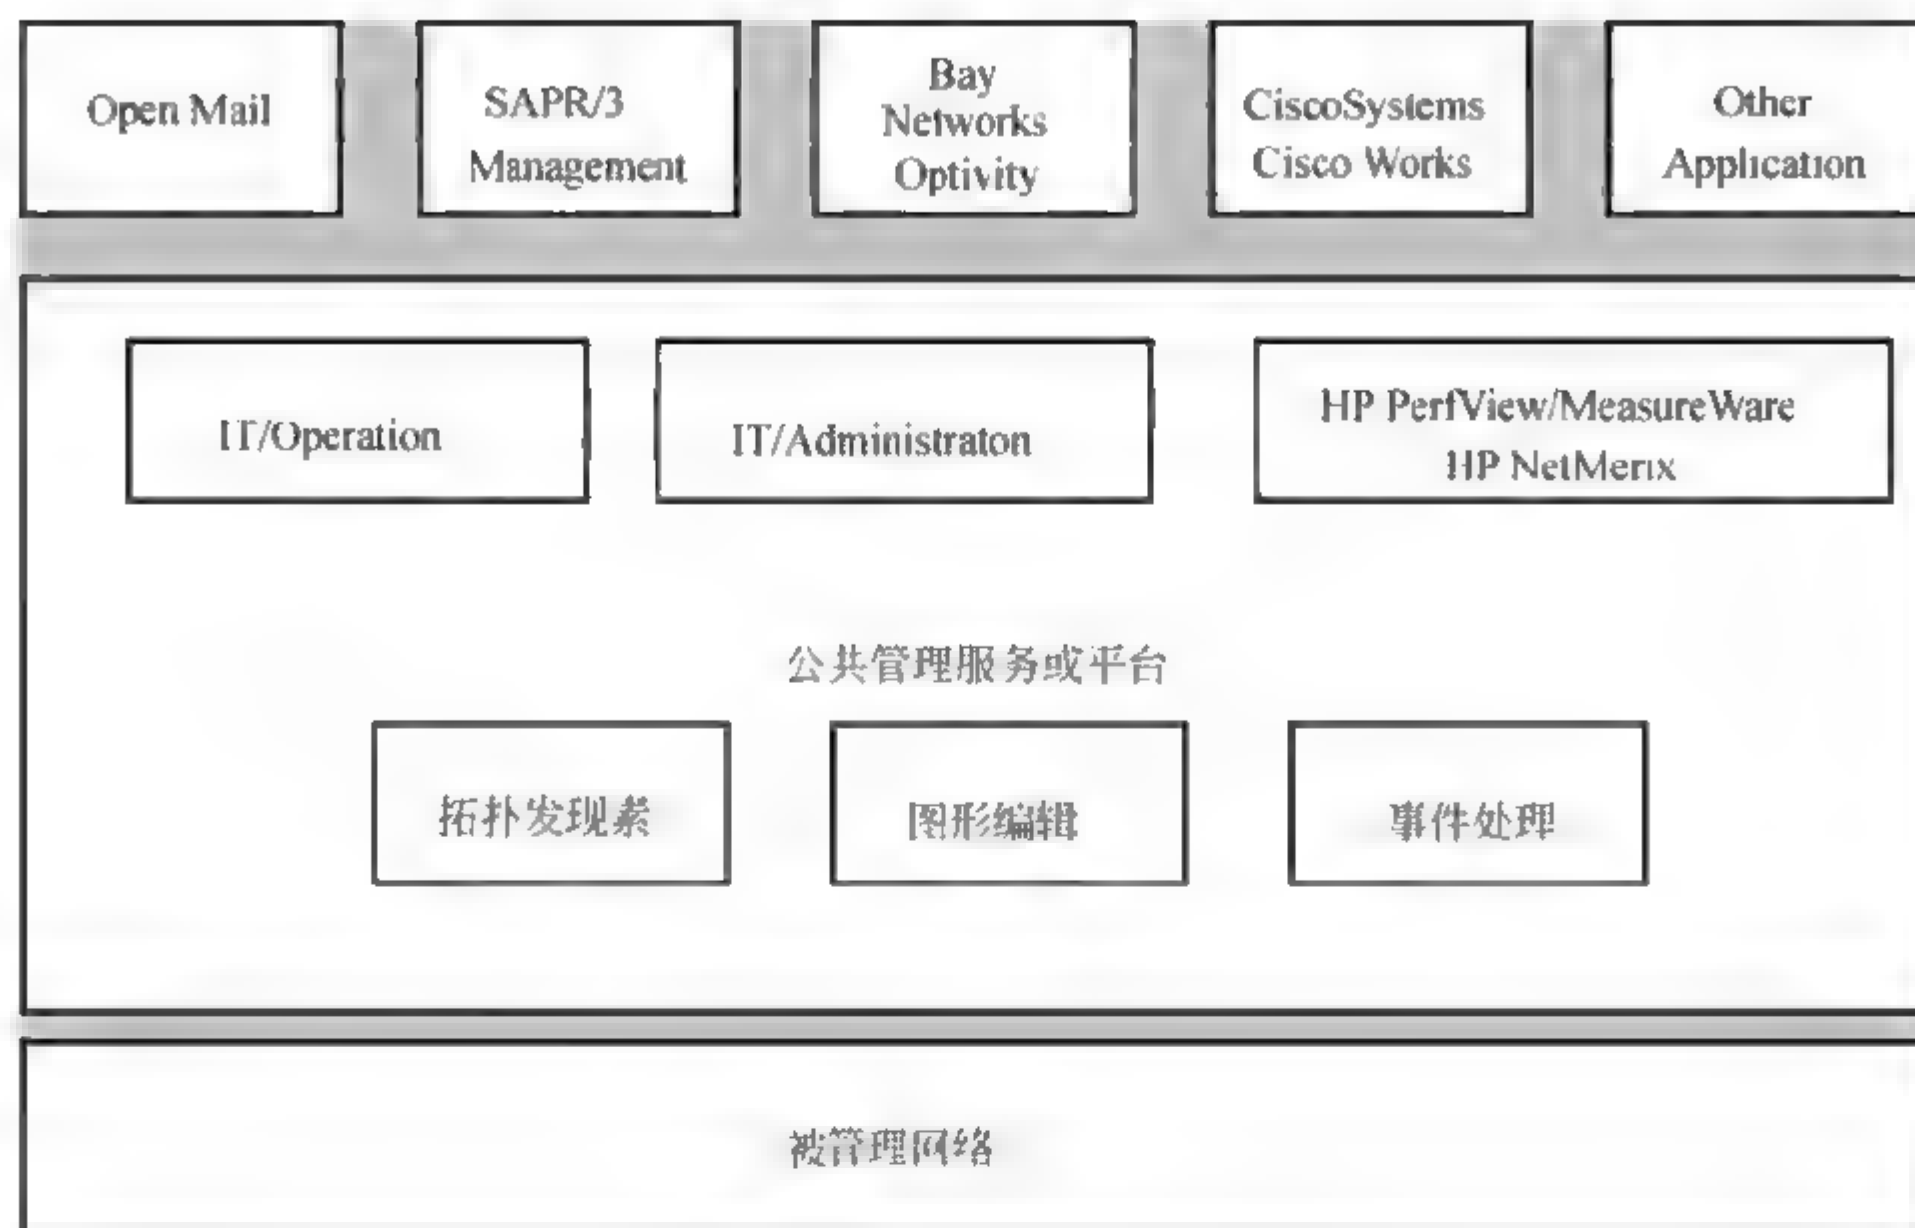 Open Mail
SAPR/3
Management
Bay
Networks
Optivity
CiscoSystems
Cisco Works
Other
Application
IT/Operation
IT/Administraton
HP PerfView/MeasureWare
HP NetMerix
公共管理服务或平台
拓扑发现素
图形编辑
事件处理
被管理网络